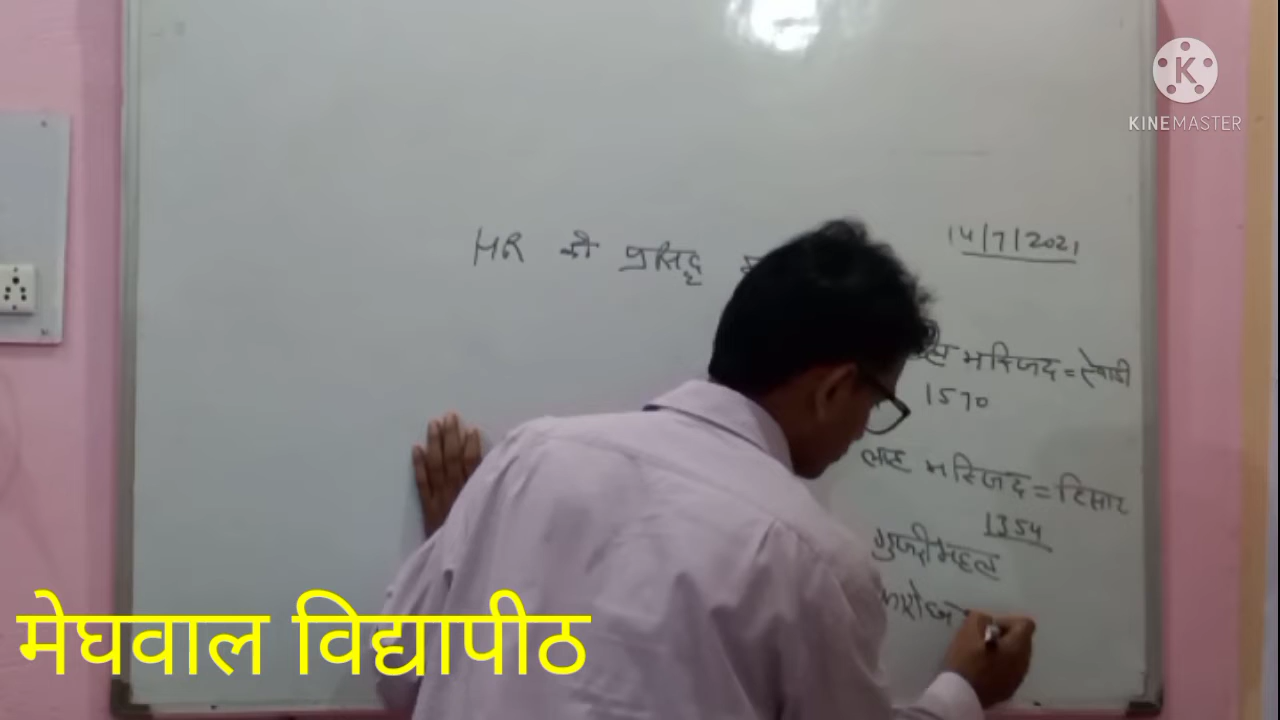 KINEMASTER
HR की प्रसिद्ध
14/7/2021
मस्जिद = रेवाड़ी
1570
लाट मस्जिद = हिसार
1354
गुजरी महल
मेघवाल विद्यापीठ